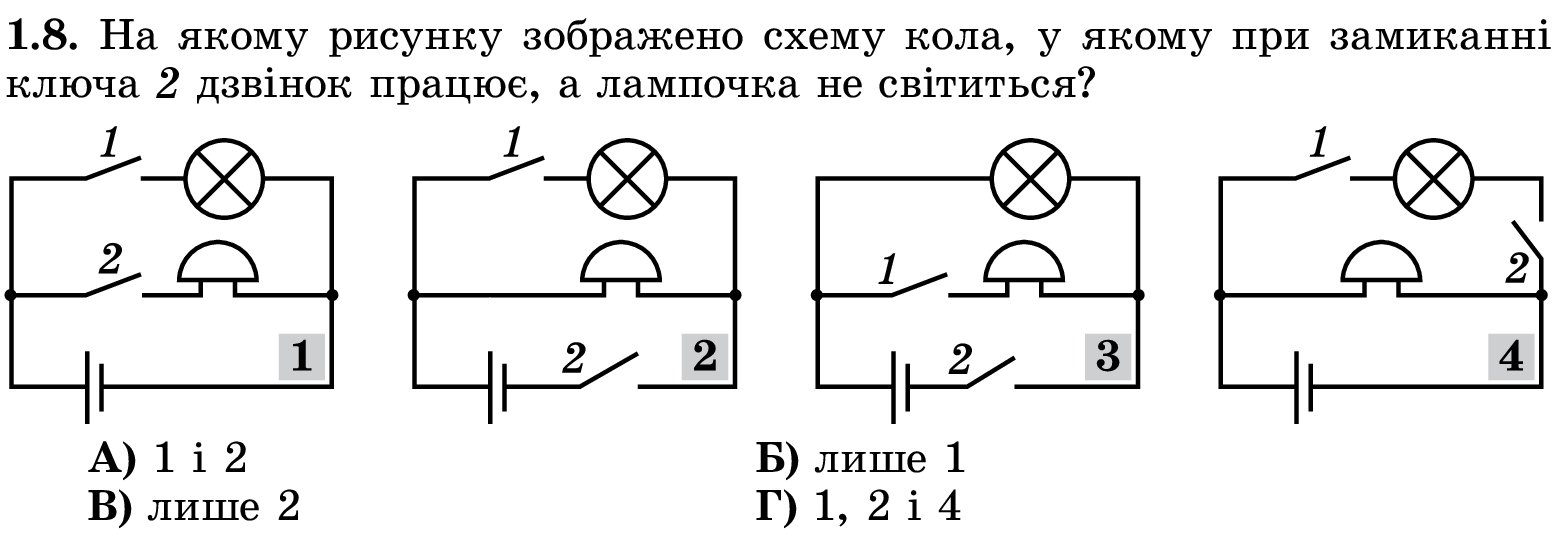 1.8. На якому рисунку зображено схему кола, у якому при замиканні
ключа 2 дзвінок працює, а лампочка не світиться?
1 1 1
2 1 2
2 2
1 2 3 4
А) 1 і 2 Б) лише 1
В) лише 2 Г) 1, 2 і 4